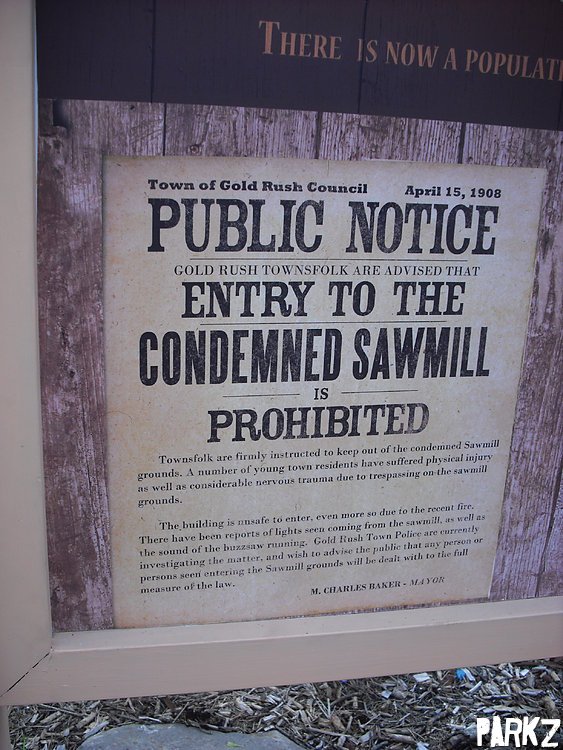 THERE IS NOW A POPULATI
Town of Gold Rush Council April 15, 1908
PUBLIC NOTICE
GOLD RUSH TOWNSFOLK ARE ADVISED THAT
ENTRY TO THE
CONDEMNED SAWMILL
IS
PROHIBITED
Townsfolk are firmly instructed to keep out of the condemned Sawmill
grounds. A number of young town residents have suffered physical injury
as well as considerable nervous trauma due to trespassing on the sawmill
grounds.
The building is unsafe to enter, even more so due to the recent fire.
There have been reports of lights seen coming from the sawmill, as well as
the sound of the buzzsaw running. Gold Rush Town Police are currently
investigating the matter, and wish to advise the public that any person or
persons seen entering the Sawmill grounds will be dealt with to the full
measure of the law.
M. CHARLES BAKER - MAYOR
PARKZ